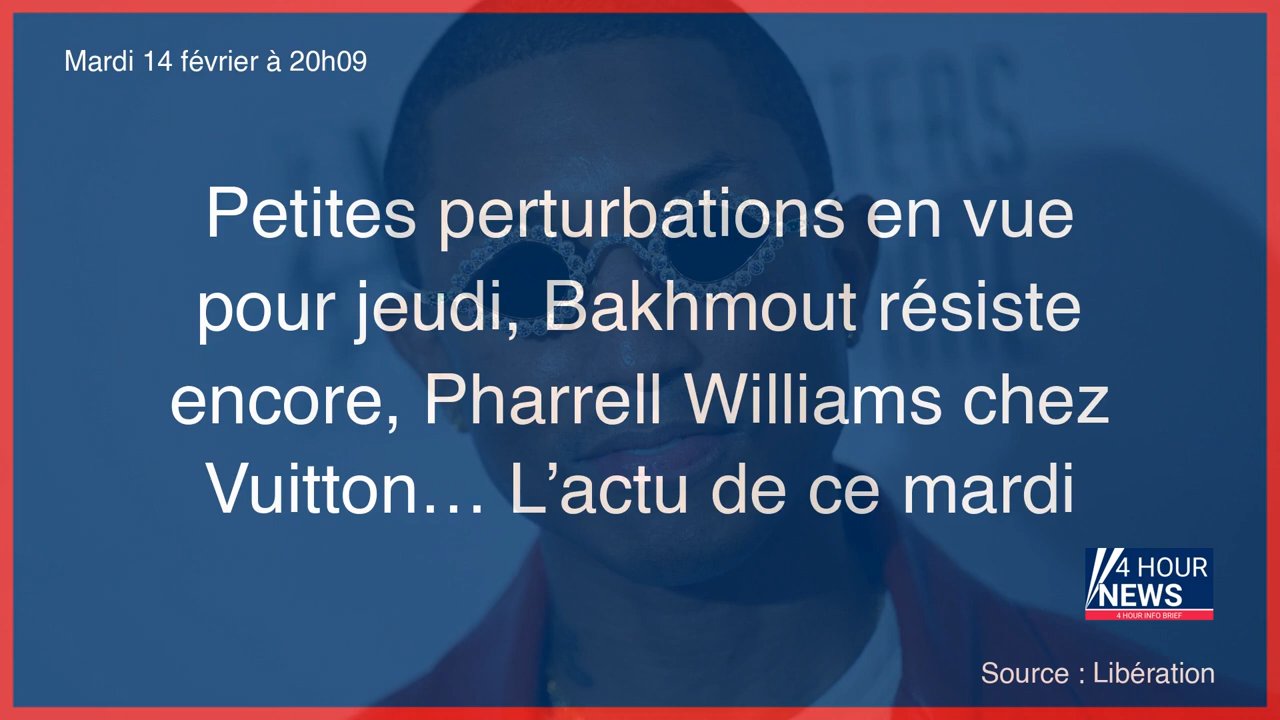 Mardi 14 février à 20h09
Petites perturbations en vue
pour jeudi, Bakhmout résiste
encore, Pharrell Williams chez
Vuitton… L’actu de ce mardi
4 HOUR
NEWS
4 HOUR INFO BRIEF
Source : Libération